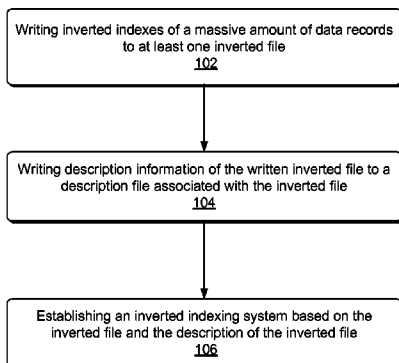 Writing inverted indexes of a massive amount of data records
to at least one inverted file
102
Writing description information of the written inverted file to a
description file associated with the inverted file
104
Establishing an inverted indexing system based on the
inverted file and the description of the inverted file
106